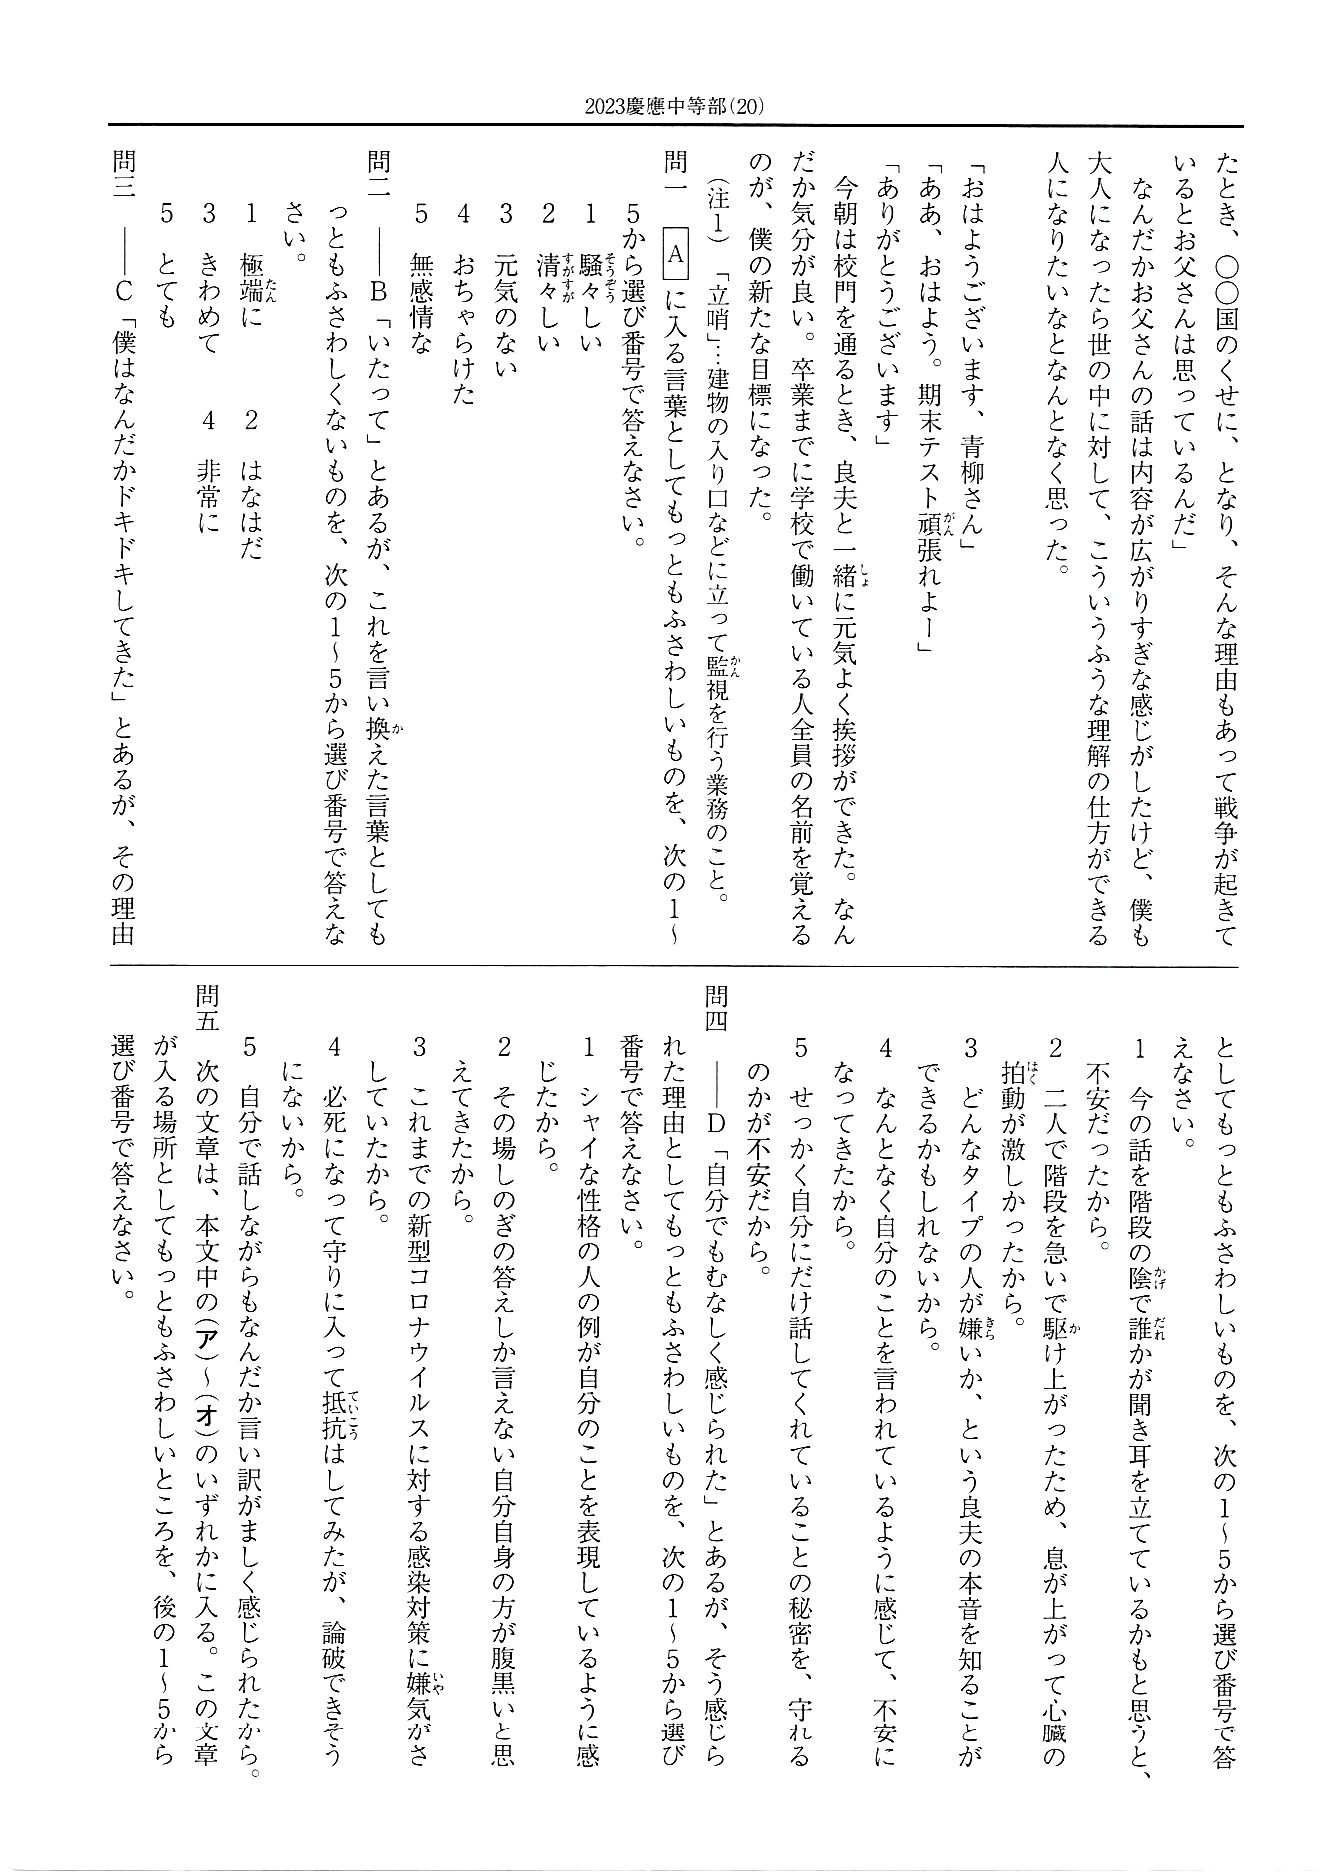 2023慶應中等部(20)
たとき、〇〇国のくせに、となり、そんな理由もあって戦争が起きて
いるとお父さんは思っているんだ」
なんだかお父さんの話は内容が広がりすぎな感じがしたけど、僕も
大人になったら世の中に対して、こういうふうな理解の仕方ができる
人になりたいなとなんとなく思った。
「おはようございます、青柳さん」
「ああ、おはよう。期末テスト頑張れよー」
「ありがとうございます」
今朝は校門を通るとき、良夫と一緒に元気よく挨拶ができた。なん
だか気分が良い。卒業までに学校で働いている人全員の名前を覚える
のが、僕の新たな目標になった。
(注1)「立哨」…建物の入り口などに立って監視を行う業務のこと。
問一 Aに入る言葉としてもっともふさわしいものを、次の1〜
5から選び番号で答えなさい。
1 騒々しい
2 清々しい
3 元気のない
4 おちゃらけた
5 無感情な
問二 ――B「いたって」とあるが、これを言い換えた言葉としても
っともふさわしくないものを、次の1〜5から選び番号で答えな
さい。
1 極端に 2 はなはだ
3 きわめて 4 非常に
5 とても
問三 ――C「僕はなんだかドキドキしてきた」とあるが、その理由
としてもっともふさわしいものを、次の1〜5から選び番号で答
えなさい。
1 今の話を階段の陰で誰かが聞き耳を立てているかもと思うと、
不安だったから。
2 二人で階段を急いで駆け上がったため、息が上がって心臓の
拍動が激しかったから。
3 どんなタイプの人が嫌いか、という良夫の本音を知ることが
できるかもしれないから。
4 なんとなく自分のことを言われているように感じて、不安に
なってきたから。
5 せっかく自分にだけ話してくれていることの秘密を、守れる
のかが不安だから。
問四 ――D「自分でもむなしく感じられた」とあるが、そう感じら
れた理由としてもっともふさわしいものを、次の1〜5から選び
番号で答えなさい。
1 シャイな性格の人の例が自分のことを表現しているように感
じたから。
2 その場しのぎの答えしか言えない自分自身の方が腹黒いと思
えてきたから。
3 これまでの新型コロナウイルスに対する感染対策に嫌気がさ
していたから。
4 必死になって守りに入って抵抗はしてみたが、論破できそう
にないから。
5 自分で話しながらもなんだか言い訳がましく感じられたから。
問五 次の文章は、本文中の(ア)〜(オ)のいずれかに入る。この文章
が入る場所としてもっともふさわしいところを、後の1〜5から
選び番号で答えなさい。